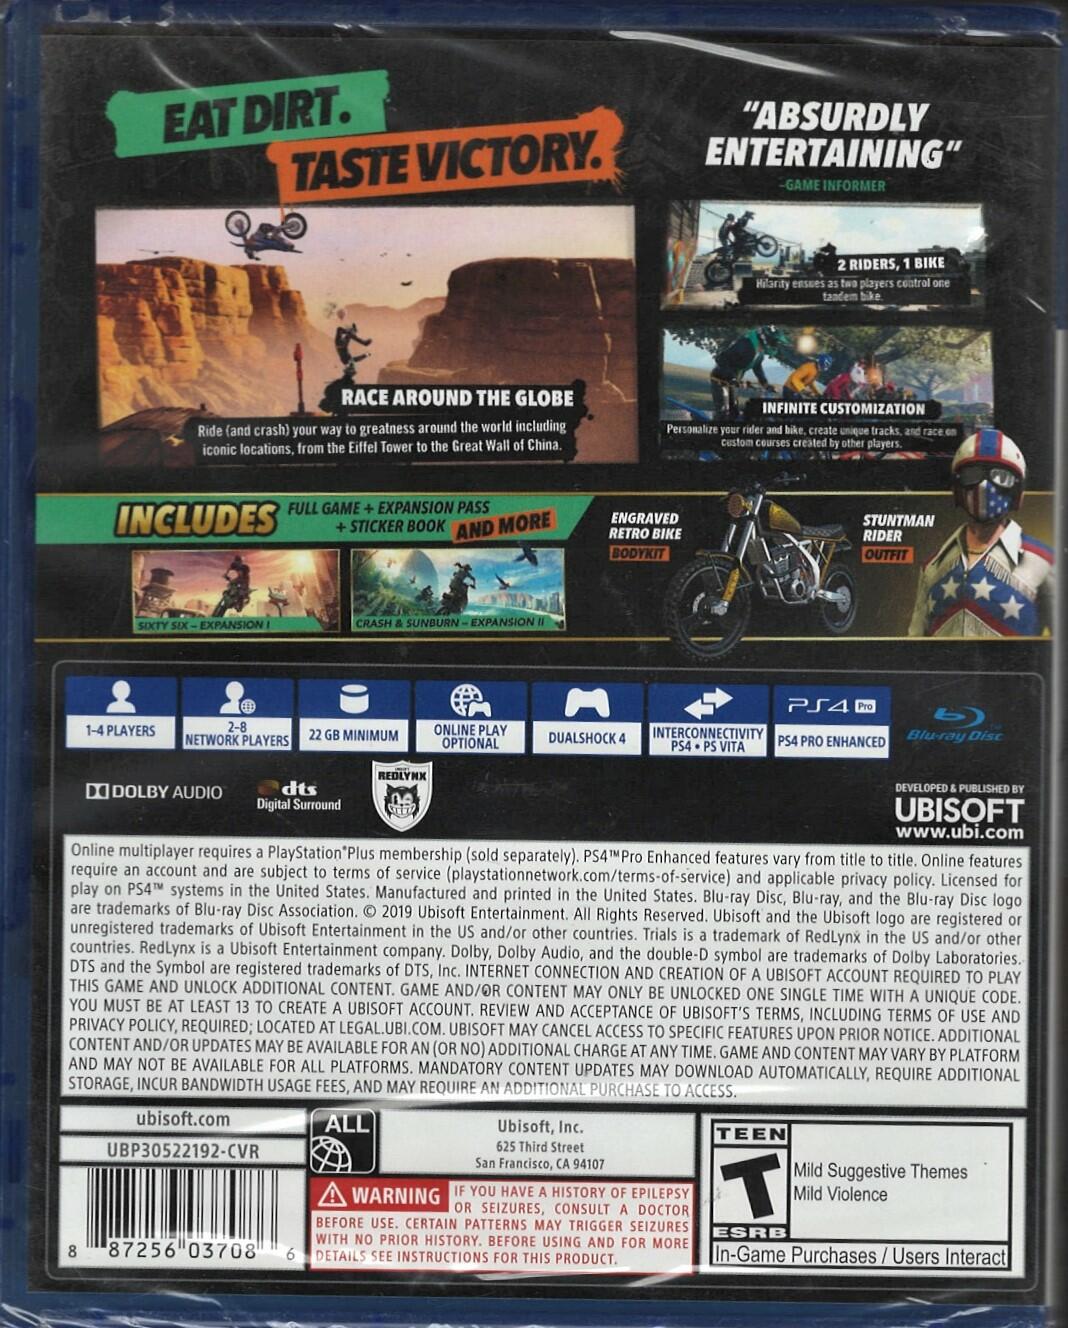 EAT DIRT.
TASTE VICTORY.
"ABSURDLY
ENTERTAINING"
-GAME INFORMER
2 RIDERS, 1 BIKE
Hilarity ensues as two players control one
tandem bike.
RACE AROUND THE GLOBE
Ride (and crash) your way to greatness around the world including
iconic locations, from the Eiffel Tower to the Great Wall of China.
INFINITE CUSTOMIZATION
Personalize your rider and bike, create unique tracks, and race on
custom courses created by other players.
INCLUDES
FULL GAME + EXPANSION PASS
+ STICKER BOOK AND MORE
SIXTY SIX – EXPANSION I
CRASH & SUNBURN – EXPANSION II
ENGRAVED
RETRO BIKE
BODYKIT
STUNTMAN
RIDER
OUTFIT
1-4 PLAYERS
2-8
NETWORK PLAYERS
22 GB MINIMUM
ONLINE PLAY
OPTIONAL
DUALSHOCK 4
INTERCONNECTIVITY
PS4 • PS VITA
PS4 Pro
PS4 PRO ENHANCED
Blu-ray Disc
DOLBY AUDIO
dts
Digital Surround
UBISOFT
REDLYNX
DEVELOPED & PUBLISHED BY
UBISOFT
www.ubi.com
Online multiplayer requires a PlayStation®Plus membership (sold separately). PS4™Pro Enhanced features vary from title to title. Online features
require an account and are subject to terms of service (playstationnetwork.com/terms-of-service) and applicable privacy policy. Licensed for
play on PS4™ systems in the United States. Manufactured and printed in the United States. Blu-ray Disc, Blu-ray, and the Blu-ray Disc logo
are trademarks of Blu-ray Disc Association. © 2019 Ubisoft Entertainment. All Rights Reserved. Ubisoft and the Ubisoft logo are registered or
unregistered trademarks of Ubisoft Entertainment in the US and/or other countries. Trials is a trademark of RedLynx in the US and/or other
countries. RedLynx is a Ubisoft Entertainment company. Dolby, Dolby Audio, and the double-D symbol are trademarks of Dolby Laboratories.
DTS and the Symbol are registered trademarks of DTS, Inc. INTERNET CONNECTION AND CREATION OF A UBISOFT ACCOUNT REQUIRED TO PLAY
THIS GAME AND UNLOCK ADDITIONAL CONTENT. GAME AND/OR CONTENT MAY ONLY BE UNLOCKED ONE SINGLE TIME WITH A UNIQUE CODE.
YOU MUST BE AT LEAST 13 TO CREATE A UBISOFT ACCOUNT. REVIEW AND ACCEPTANCE OF UBISOFT'S TERMS, INCLUDING TERMS OF USE AND
PRIVACY POLICY, REQUIRED; LOCATED AT LEGAL.UBI.COM. UBISOFT MAY CANCEL ACCESS TO SPECIFIC FEATURES UPON PRIOR NOTICE. ADDITIONAL
CONTENT AND/OR UPDATES MAY BE AVAILABLE FOR AN (OR NO) ADDITIONAL CHARGE AT ANY TIME. GAME AND CONTENT MAY VARY BY PLATFORM
AND MAY NOT BE AVAILABLE FOR ALL PLATFORMS. MANDATORY CONTENT UPDATES MAY DOWNLOAD AUTOMATICALLY, REQUIRE ADDITIONAL
STORAGE, INCUR BANDWIDTH USAGE FEES, AND MAY REQUIRE AN ADDITIONAL PURCHASE TO ACCESS.
ubisoft.com
UBP30522192-CVR
8 87256 03708 6
ALL
Ubisoft, Inc.
625 Third Street
San Francisco, CA 94107
WARNING IF YOU HAVE A HISTORY OF EPILEPSY
OR SEIZURES, CONSULT A DOCTOR
BEFORE USE. CERTAIN PATTERNS MAY TRIGGER SEIZURES
WITH NO PRIOR HISTORY. BEFORE USING AND FOR MORE
DETAILS SEE INSTRUCTIONS FOR THIS PRODUCT.
TEEN
T
ESRB
Mild Suggestive Themes
Mild Violence
In-Game Purchases / Users Interact